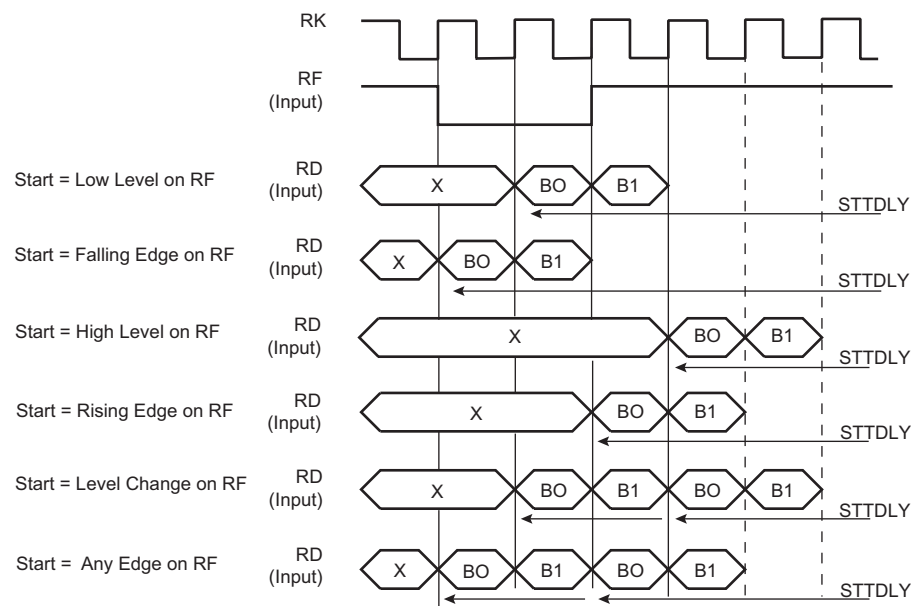 RK
RF
(Input)
Start = Low Level on RF
RD
(Input)
X
BO
B1
STTDLY
Start = Falling Edge on RF
RD
(Input)
X
BO
B1
STTDLY
Start = High Level on RF
RD
(Input)
X
BO
B1
STTDLY
Start = Rising Edge on RF
RD
(Input)
X
BO
B1
STTDLY
Start = Level Change on RF
RD
(Input)
X
BO
B1
BO
B1
STTDLY
Start = Any Edge on RF
RD
(Input)
X
BO
B1
BO
B1
STTDLY